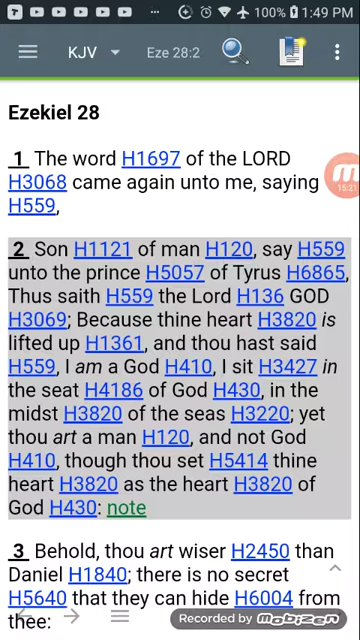 100% 1:49 PM
KJV Eze 28:2
Ezekiel 28
1 The word H1697 of the LORD
H3068 came again unto me, saying
H559,
15:21
2 Son H1121 of man H120, say H559
unto the prince H5057 of Tyrus H6865,
Thus saith H559 the Lord H136 GOD
H3069; Because thine heart H3820 is
lifted up H1361, and thou hast said
H559, I am a God H410, I sit H3427 in
the seat H4186 of God H430, in the
midst H3820 of the seas H3220; yet
thou art a man H120, and not God
H410, though thou set H5414 thine
heart H3820 as the heart H3820 of
God H430: note
3 Behold, thou art wiser H2450 than
Daniel H1840; there is no secret
H5640 that they can hide H6004 from
thee:
Recorded by mobizen